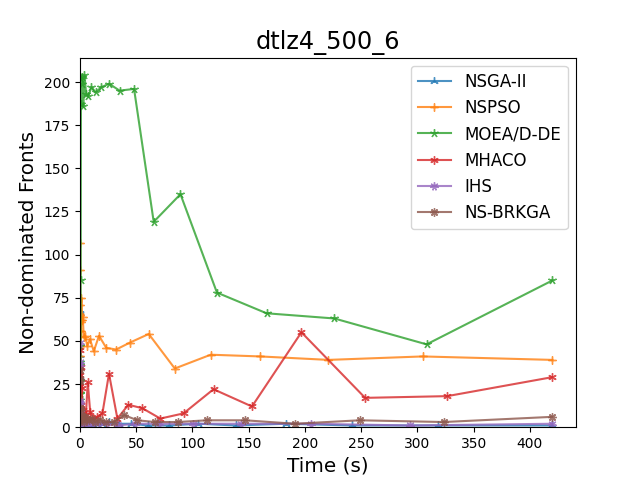 dtlz4_500_6
Non-dominated Fronts
200
175
150
125
100
75
50
25
0
0 50 100 150 200 250 300 350 400
Time (s)
NSGA-II
NSPSO
MOEA/D-DE
MHACO
IHS
NS-BRKGA